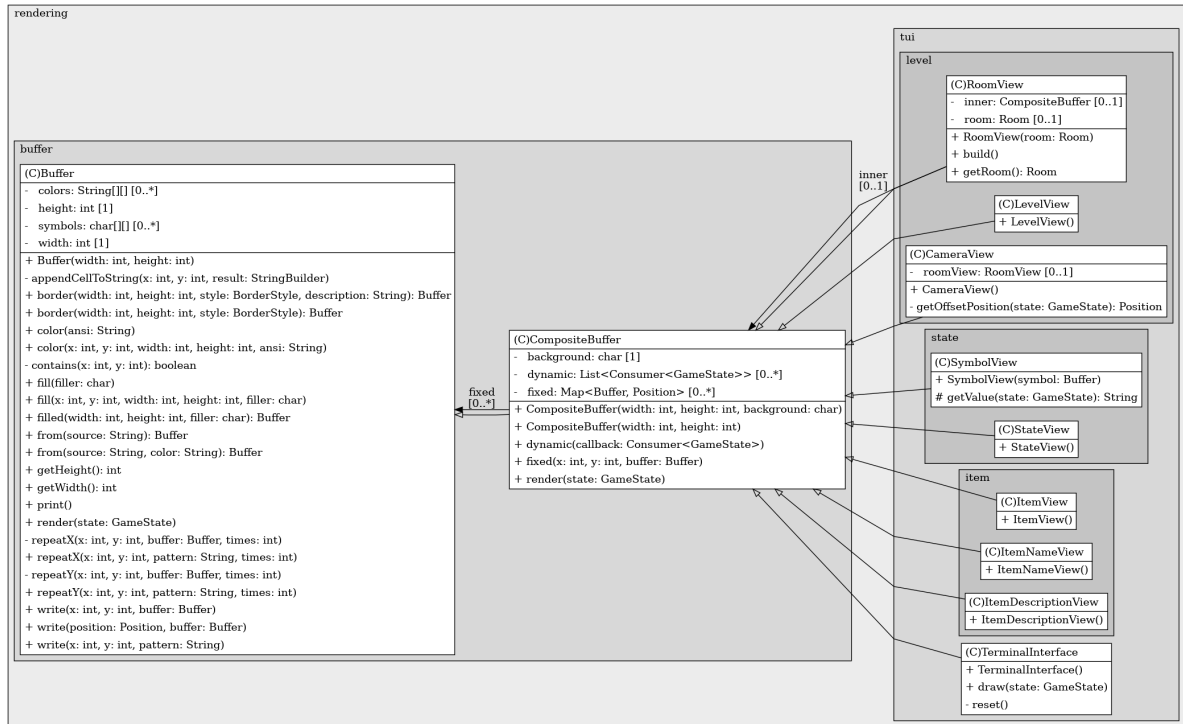 rendering
buffer
(C)Buffer
- colors: String[][] [0..*]
- height: int [1]
- symbols: char[][] [0..*]
- width: int [1]
+ Buffer(width: int, height: int)
- appendCellToString(x: int, y: int, result: StringBuilder)
+ border(width: int, height: int, style: BorderStyle, description: String): Buffer
+ border(width: int, height: int, style: BorderStyle): Buffer
+ color(ansi: String)
+ color(x: int, y: int, width: int, height: int, ansi: String)
- contains(x: int, y: int): boolean
+ fill(filler: char)
+ fill(x: int, y: int, width: int, height: int, filler: char)
+ filled(width: int, height: int, filler: char): Buffer
+ from(source: String): Buffer
+ from(source: String, color: String): Buffer
+ getHeight(): int
+ getWidth(): int
+ print()
+ render(state: GameState)
- repeatX(x: int, y: int, buffer: Buffer, times: int)
+ repeatX(x: int, y: int, pattern: String, times: int)
- repeatY(x: int, y: int, buffer: Buffer, times: int)
+ repeatY(x: int, y: int, pattern: String, times: int)
+ write(x: int, y: int, buffer: Buffer)
+ write(position: Position, buffer: Buffer)
+ write(x: int, y: int, pattern: String)
fixed
[0..*]
(C)CompositeBuffer
- background: char [1]
- dynamic: List<Consumer<GameState>> [0..*]
- fixed: Map<Buffer, Position> [0..*]
+ CompositeBuffer(width: int, height: int, background: char)
+ CompositeBuffer(width: int, height: int)
+ dynamic(callback: Consumer<GameState>)
+ fixed(x: int, y: int, buffer: Buffer)
+ render(state: GameState)
inner
[0..1]
tui
level
(C)RoomView
- inner: CompositeBuffer [0..1]
- room: Room [0..1]
+ RoomView(room: Room)
+ build()
+ getRoom(): Room
(C)LevelView
+ LevelView()
(C)CameraView
- roomView: RoomView [0..1]
+ CameraView()
- getOffsetPosition(state: GameState): Position
state
(C)SymbolView
+ SymbolView(symbol: Buffer)
# getValue(state: GameState): String
(C)StateView
+ StateView()
item
(C)ItemView
+ ItemView()
(C)ItemNameView
+ ItemNameView()
(C)ItemDescriptionView
+ ItemDescriptionView()
(C)TerminalInterface
+ TerminalInterface()
+ draw(state: GameState)
- reset()